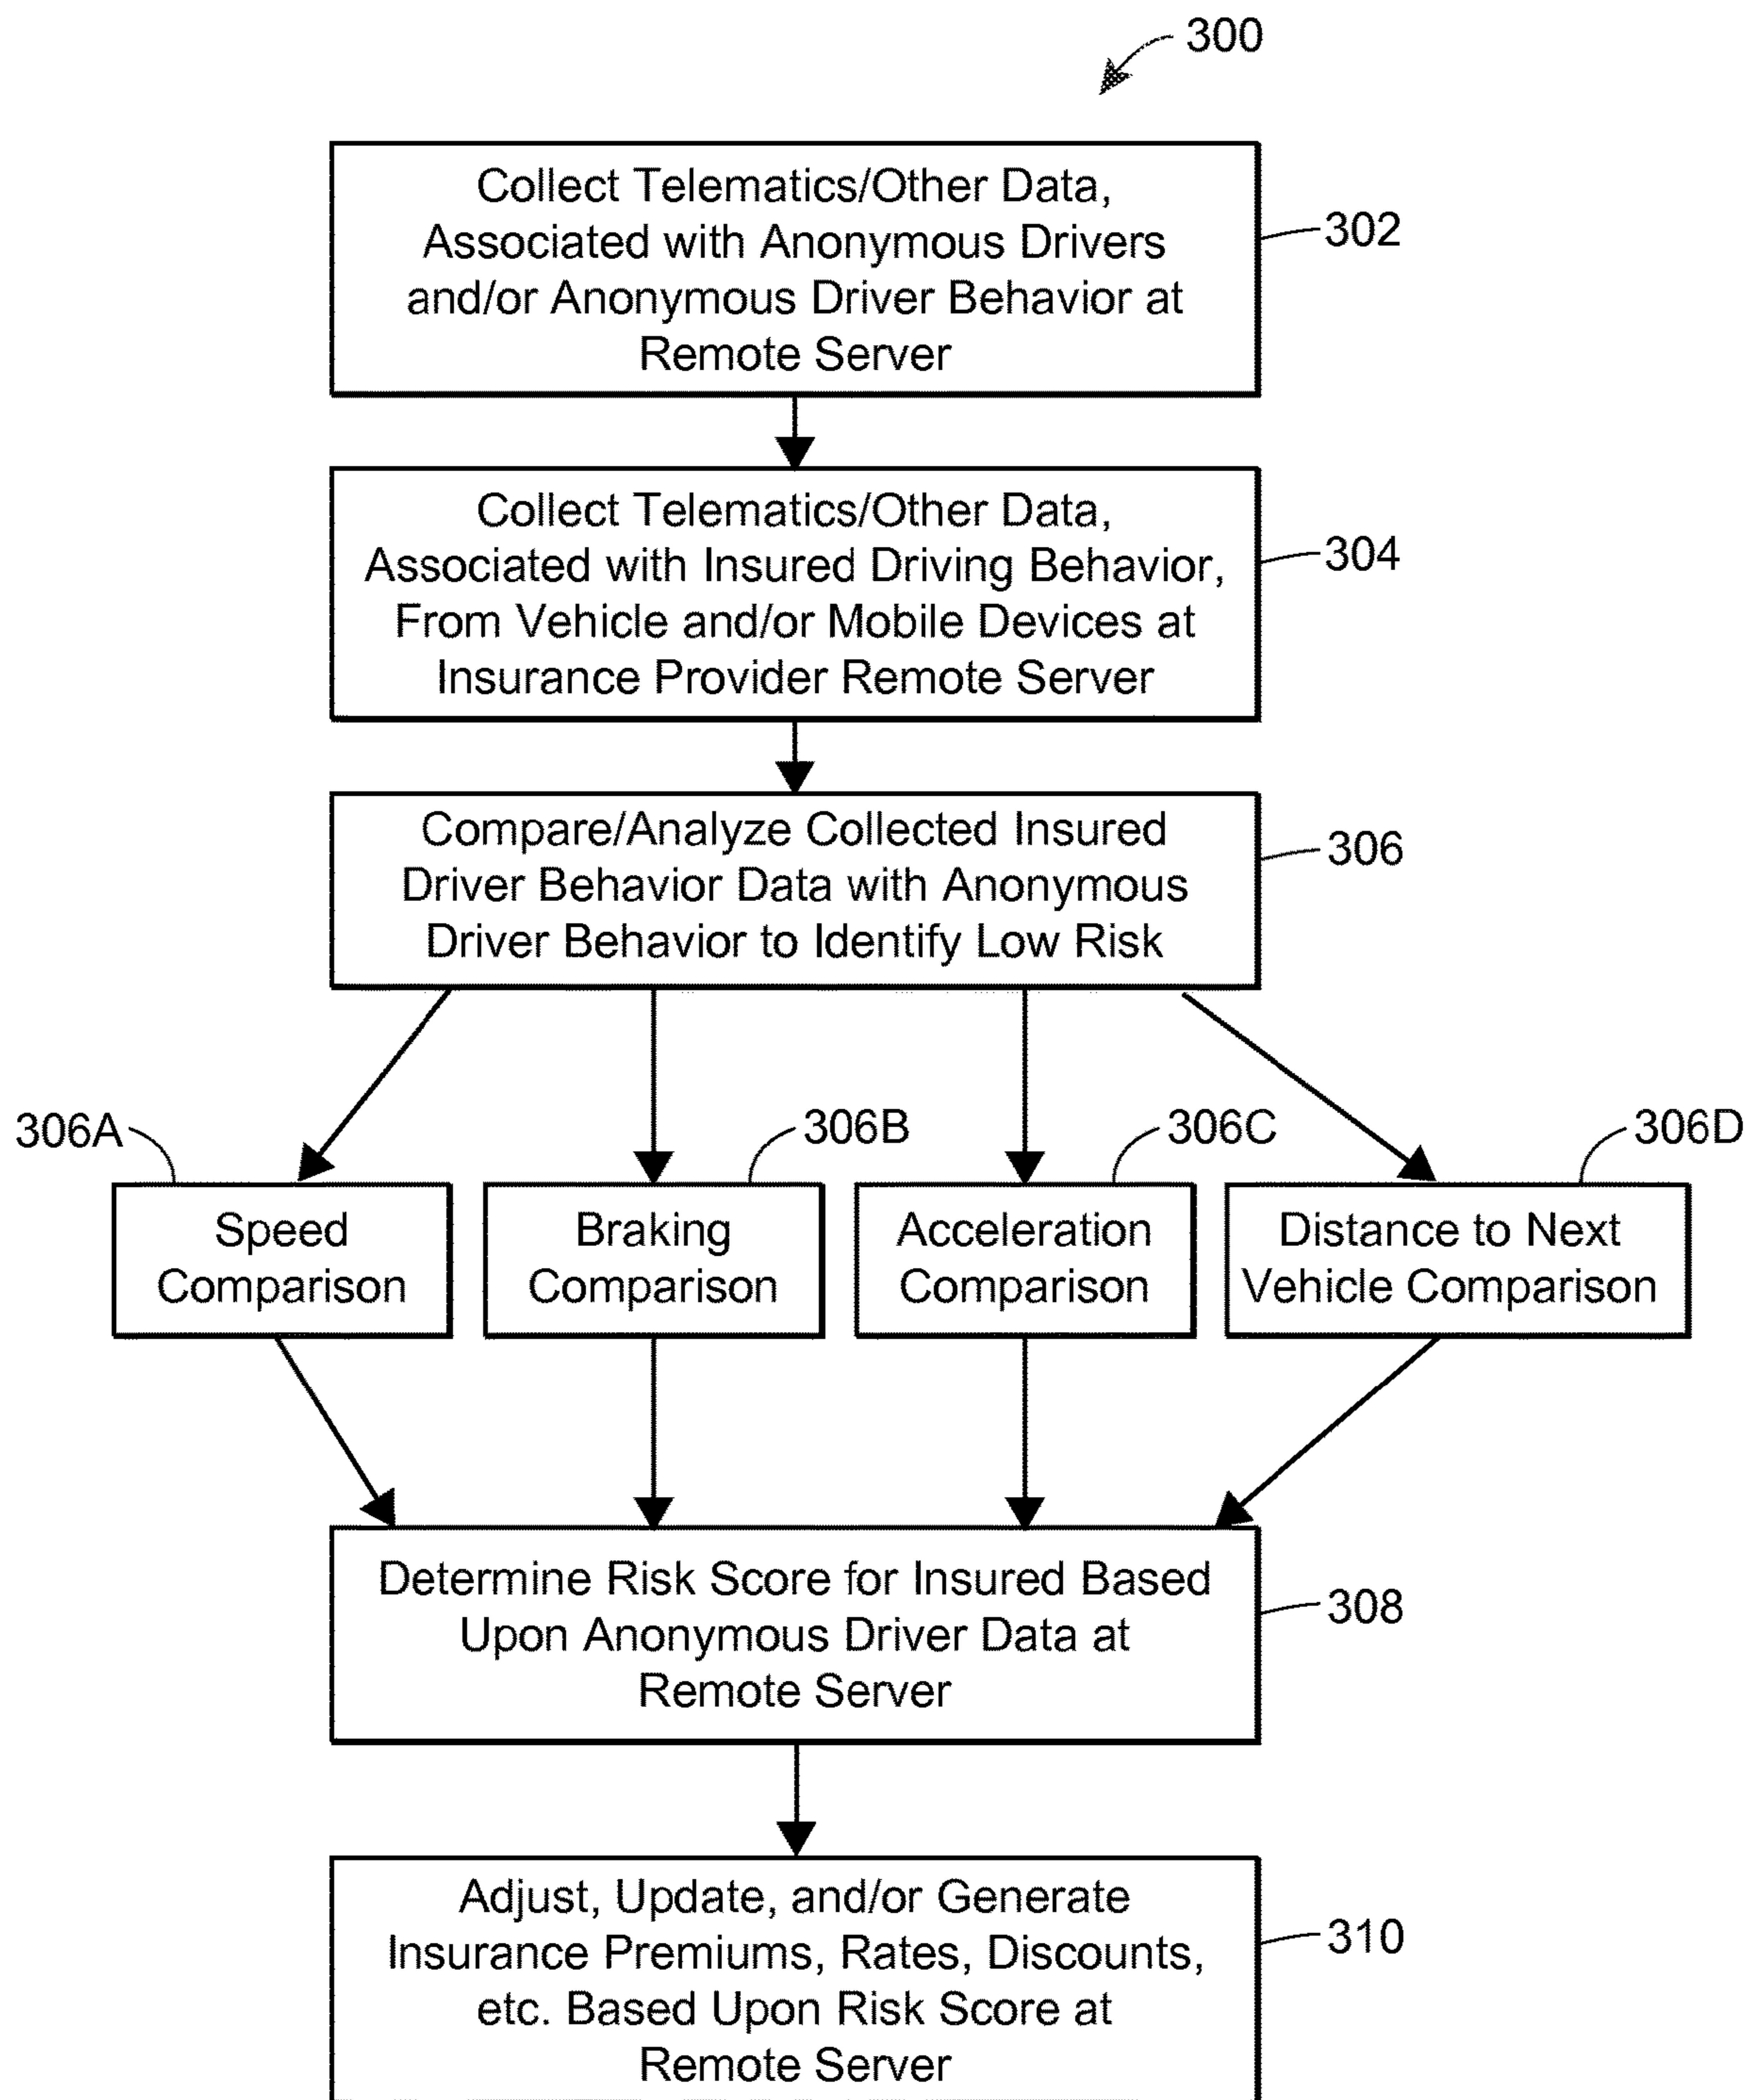 300
Collect Telematics/Other Data,
Associated with Anonymous Drivers
and/or Anonymous Driver Behavior at
Remote Server
302
Collect Telematics/Other Data,
Associated with Insured Driving Behavior,
From Vehicle and/or Mobile Devices at
Insurance Provider Remote Server
304
Compare/Analyze Collected Insured
Driver Behavior Data with Anonymous
Driver Behavior to Identify Low Risk
306
306A
Speed
Comparison
306B
Braking
Comparison
306C
Acceleration
Comparison
306D
Distance to Next
Vehicle Comparison
Determine Risk Score for Insured Based
Upon Anonymous Driver Data at
Remote Server
308
Adjust, Update, and/or Generate
Insurance Premiums, Rates, Discounts,
etc. Based Upon Risk Score at
Remote Server
310